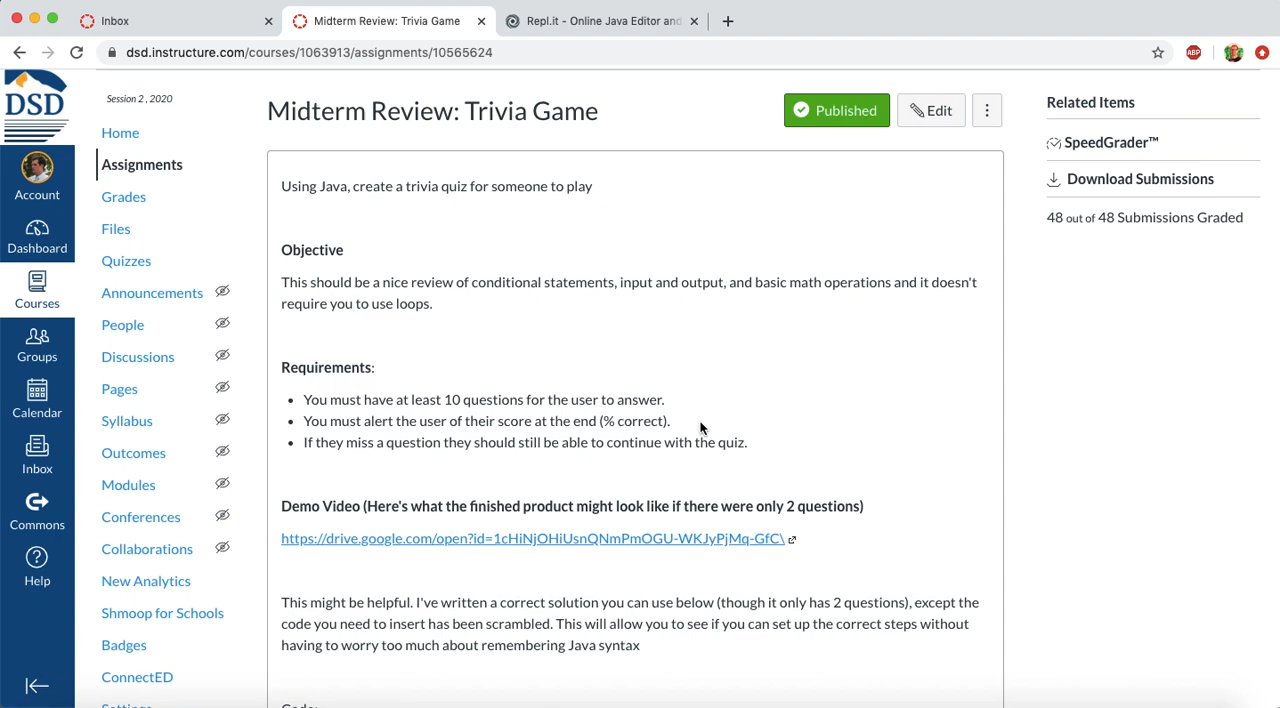 Inbox
Midterm Review: Trivia Game
Repl.it - Online Java Editor and
dsd.instructure.com/courses/1063913/assignments/10565624
ABP
DSD
Account
Dashboard
Courses
Groups
Calendar
Inbox
Commons
Help
Session 2 , 2020
Home
Assignments
Grades
Files
Quizzes
Announcements
People
Discussions
Pages
Syllabus
Outcomes
Modules
Conferences
Collaborations
New Analytics
Shmoop for Schools
Badges
ConnectED
Settings
Midterm Review: Trivia Game
Published
Edit
Using Java, create a trivia quiz for someone to play
Objective
This should be a nice review of conditional statements, input and output, and basic math operations and it doesn't
require you to use loops.
Requirements:
• You must have at least 10 questions for the user to answer.
• You must alert the user of their score at the end (% correct).
• If they miss a question they should still be able to continue with the quiz.
Demo Video (Here's what the finished product might look like if there were only 2 questions)
https://drive.google.com/open?id=1cHiNjOHiUsnQNmPmOGU-WKJyPjMq-GfC\
This might be helpful. I've written a correct solution you can use below (though it only has 2 questions), except the
code you need to insert has been scrambled. This will allow you to see if you can set up the correct steps without
having to worry too much about remembering Java syntax
Code:
Related Items
SpeedGrader™
Download Submissions
48 out of 48 Submissions Graded